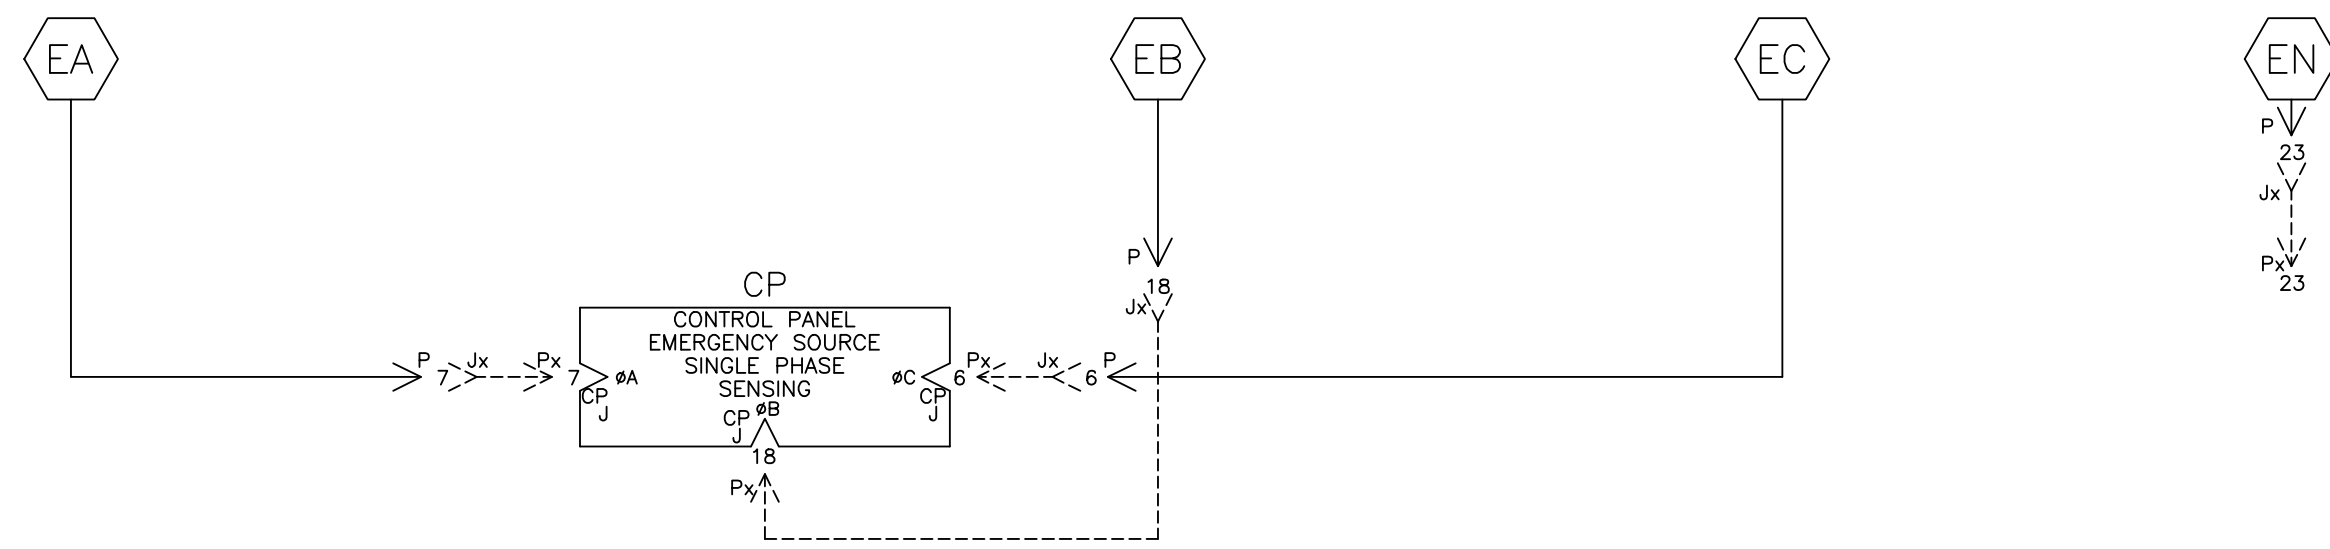 EA
EB
EC
EN
P
23
Jx
Px
23
P
18
Jx
CP
CONTROL PANEL
EMERGENCY SOURCE
SINGLE PHASE
SENSING
P
7
Jx
Px
7
øA
CP
J
øC
6
CP
J
Px
Jx
6
P
øB
CP
J
18
Px